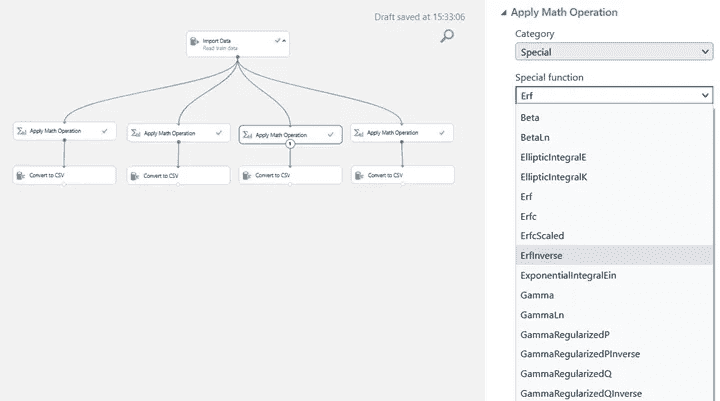 Draft saved at 15:33:06
Import Data
Read train data
Apply Math Operation
Apply Math Operation
Apply Math Operation
Apply Math Operation
1
Convert to CSV
Convert to CSV
Convert to CSV
Convert to CSV
Apply Math Operation
Category
Special
Special function
Erf
Beta
BetaLn
EllipticIntegralE
EllipticIntegralK
Erf
Erfc
ErfcScaled
ErfInverse
ExponentialIntegralEin
Gamma
GammaLn
GammaRegularizedP
GammaRegularizedPInverse
GammaRegularizedQ
GammaRegularizedQInverse